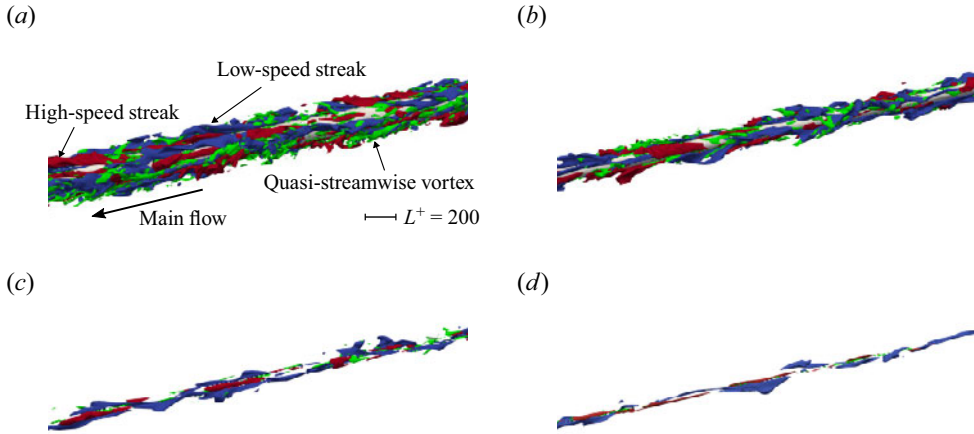 (a)
(b)
Low-speed streak
High-speed streak
Quasi-streamwise vortex
Main flow
L+ = 200
(c)
(d)